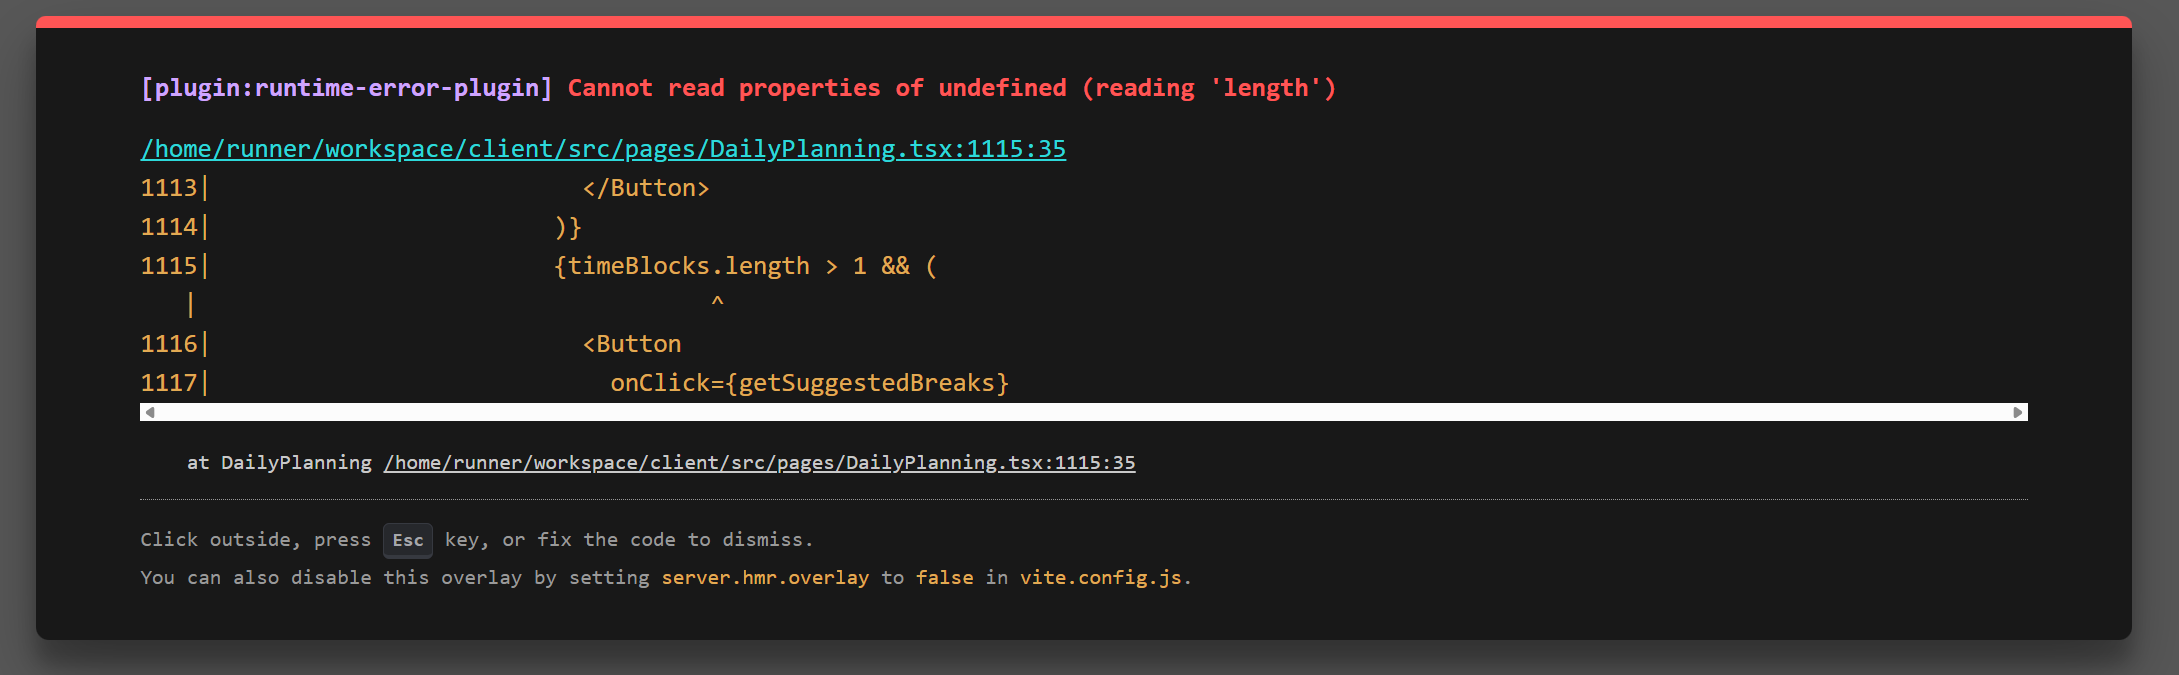 [plugin:runtime-error-plugin] Cannot read properties of undefined (reading 'length')
/home/runner/workspace/client/src/pages/DailyPlanning.tsx:1115:35
1113|                          </Button>
1114|                        )}
1115|                        {timeBlocks.length > 1 && (
   |                                   ^
1116|                          <Button
1117|                            onClick={getSuggestedBreaks}
at DailyPlanning /home/runner/workspace/client/src/pages/DailyPlanning.tsx:1115:35
Click outside, press Esc key, or fix the code to dismiss.
You can also disable this overlay by setting server.hmr.overlay to false in vite.config.js.